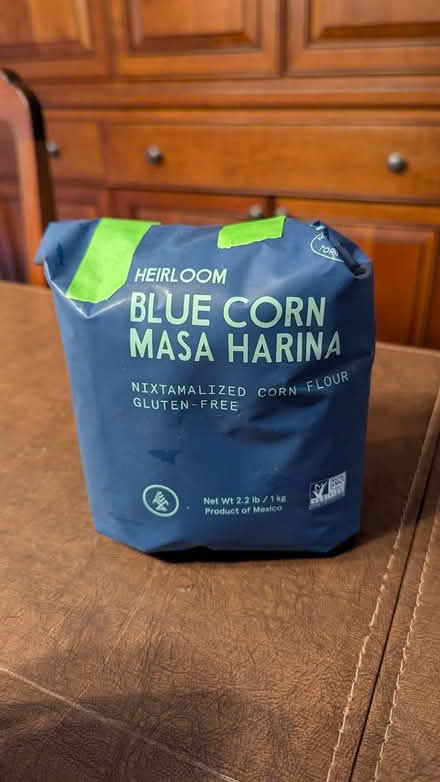 HEIRLOOM
BLUE CORN
MASA HARINA
NIXTAMALIZED CORN FLOUR
GLUTEN-FREE
Net Wt 2.2 lb / 1 kg
Product of Mexico